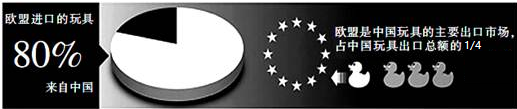 欧盟进口的玩具
80%
来自中国
欧盟是中国玩具的主要出口市场，
占中国玩具出口总额的1/4